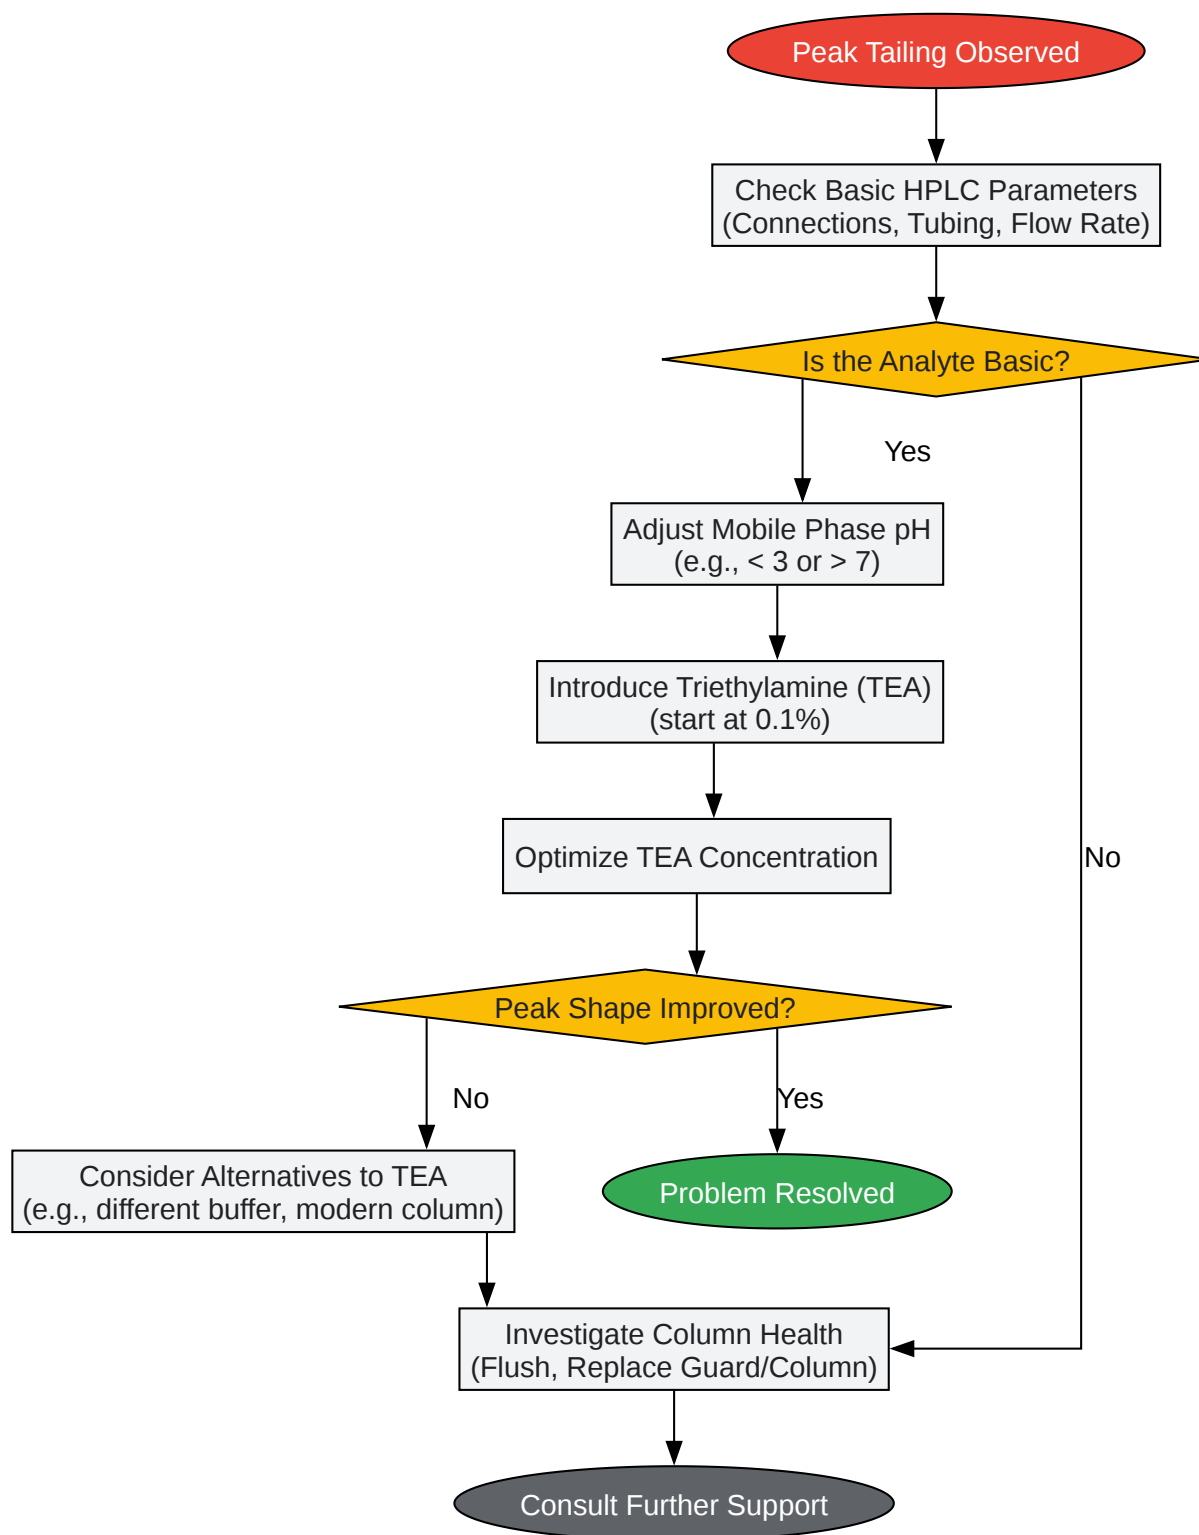 Peak Tailing Observed
Check Basic HPLC Parameters
(Connections, Tubing, Flow Rate)
Is the Analyte Basic?
Yes
Adjust Mobile Phase pH
(e.g., < 3 or > 7)
Introduce Triethylamine (TEA)
(start at 0.1%)
Optimize TEA Concentration
No
Peak Shape Improved?
No
Yes
Consider Alternatives to TEA
(e.g., different buffer, modern column)
Problem Resolved
Investigate Column Health
(Flush, Replace Guard/Column)
Consult Further Support